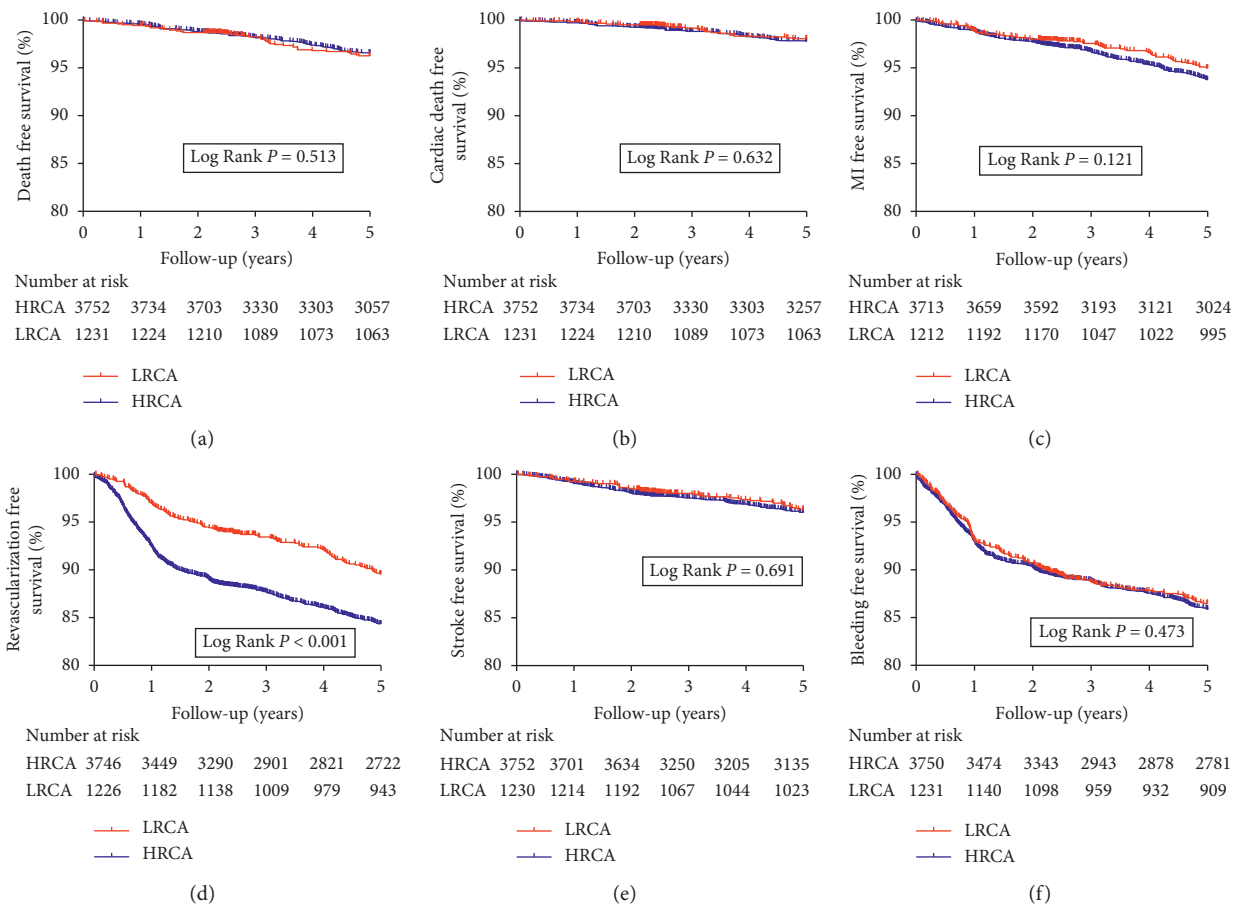 Death free survival (%)
100
95
90
85
80
Log Rank P = 0.513
0 1 2 3 4 5
Follow-up (years)
Number at risk
HRCA 3752 3734 3703 3330 3303 3057
LRCA 1231 1224 1210 1089 1073 1063
LRCA
HRCA
(a)
Cardiac death free
survival (%)
100
95
90
85
80
Log Rank P = 0.632
0 1 2 3 4 5
Follow-up (years)
Number at risk
HRCA 3752 3734 3703 3330 3303 3257
LRCA 1231 1224 1210 1089 1073 1063
LRCA
HRCA
(b)
MI free survival (%)
100
95
90
85
80
Log Rank P = 0.121
0 1 2 3 4 5
Follow-up (years)
Number at risk
HRCA 3713 3659 3592 3193 3121 3024
LRCA 1212 1192 1170 1047 1022 995
LRCA
HRCA
(c)
Revascularization free
survival (%)
100
95
90
85
80
Log Rank P < 0.001
0 1 2 3 4 5
Follow-up (years)
Number at risk
HRCA 3746 3449 3290 2901 2821 2722
LRCA 1226 1182 1138 1009 979 943
LRCA
HRCA
(d)
Stroke free survival (%)
100
95
90
85
80
Log Rank P = 0.691
0 1 2 3 4 5
Follow-up (years)
Number at risk
HRCA 3752 3701 3634 3250 3205 3135
LRCA 1230 1214 1192 1067 1044 1023
LRCA
HRCA
(e)
Bleeding free survival (%)
100
95
90
85
80
Log Rank P = 0.473
0 1 2 3 4 5
Follow-up (years)
Number at risk
HRCA 3750 3474 3343 2943 2878 2781
LRCA 1231 1140 1098 959 932 909
LRCA
HRCA
(f)